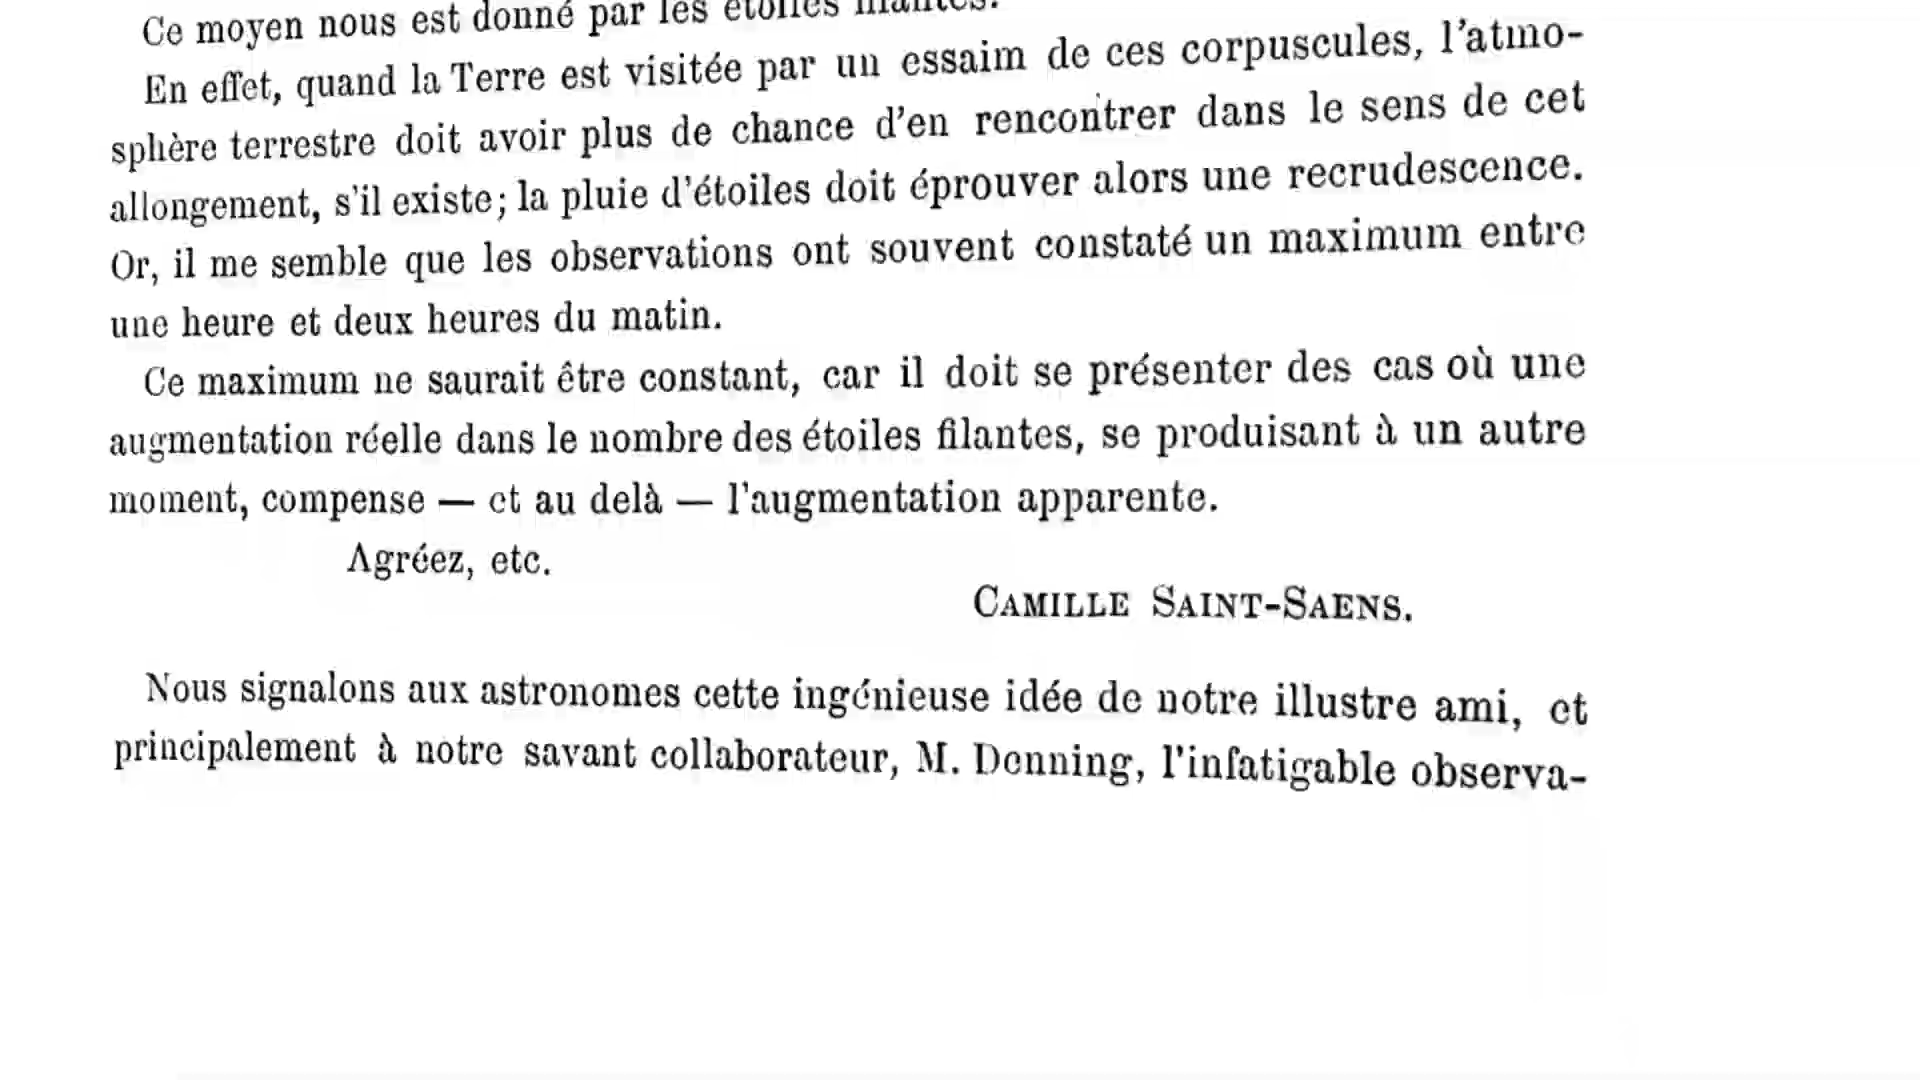 Ce moyen nous est donné par les étoiles filantes.
En effet, quand la Terre est visitée par un essaim de ces corpuscules, l'atmo-
sphère terrestre doit avoir plus de chance d'en rencontrer dans le sens de cet
allongement, s'il existe; la pluie d'étoiles doit éprouver alors une recrudescence.
Or, il me semble que les observations ont souvent constaté un maximum entre
une heure et deux heures du matin.
Ce maximum ne saurait être constant, car il doit se présenter des cas où une
augmentation réelle dans le nombre des étoiles filantes, se produisant à un autre
moment, compense — et au delà — l'augmentation apparente.
Agréez, etc.
CAMILLE SAINT-SAENS.
Nous signalons aux astronomes cette ingénieuse idée de notre illustre ami, et
principalement à notre savant collaborateur, M. Denning, l'infatigable observa-